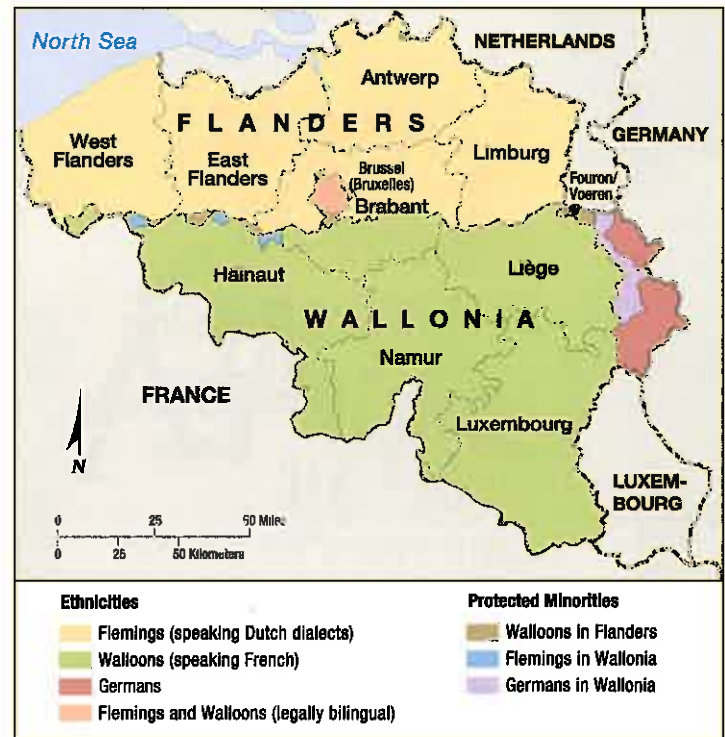 North Sea
NETHERLANDS
Antwerp
FLANDERS
GERMANY
West
Flanders
East
Flanders
Limburg
Brussel
(Bruxelles)
Fouron/
Voeren
Brabant
Hainaut
Liège
WALLONIA
Namur
FRANCE
Luxembourg
N
LUXEM-
BOURG
0 25 50 Miles
0 25 50 Kilometers
Ethnicities
Flemings (speaking Dutch dialects)
Walloons (speaking French)
Germans
Flemings and Walloons (legally bilingual)
Protected Minorities
Walloons in Flanders
Flemings in Wallonia
Germans in Wallonia